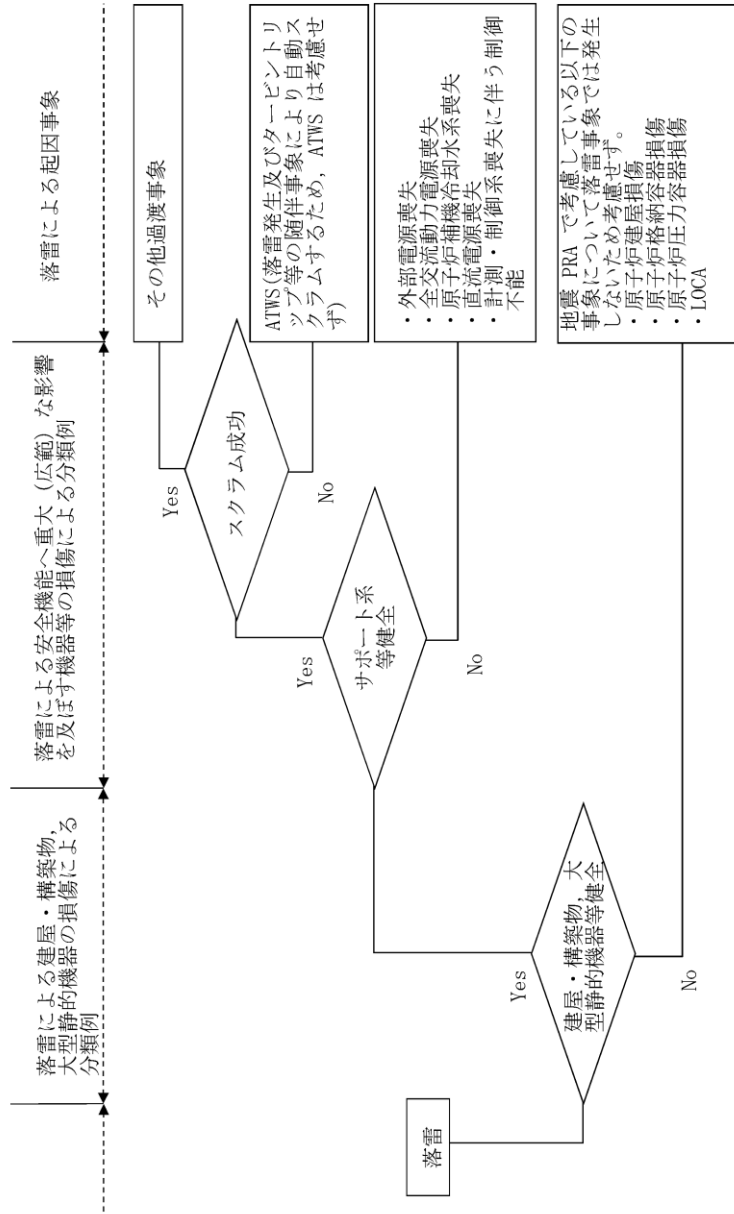 落雷による建屋・構築物,
大型静的機器の損傷による
分類例
落雷による安全機能へ重大（広範）な影響
を及ぼす機器等の損傷による分類例
落雷による起因事象
落雷
建屋・構築物, 大
型静的機器等健全
Yes
No
サポート系
等健全
Yes
No
スクラム成功
Yes
No
その他過渡事象
ATWS(落雷発生及びタービントリ
ップ等の随伴事象により自動ス
クラムするため, ATWS は考慮せ
ず)
・外部電源喪失
・全交流動力電源喪失
・原子炉補機冷却水系喪失
・直流電源喪失
・計測・制御系喪失に伴う制御
不能
地震 PRA で考慮している以下の
事象について落雷事象では発生
しないため考慮せず。
・原子炉建屋損傷
・原子炉格納容器損傷
・原子炉圧力容器損傷
・LOCA